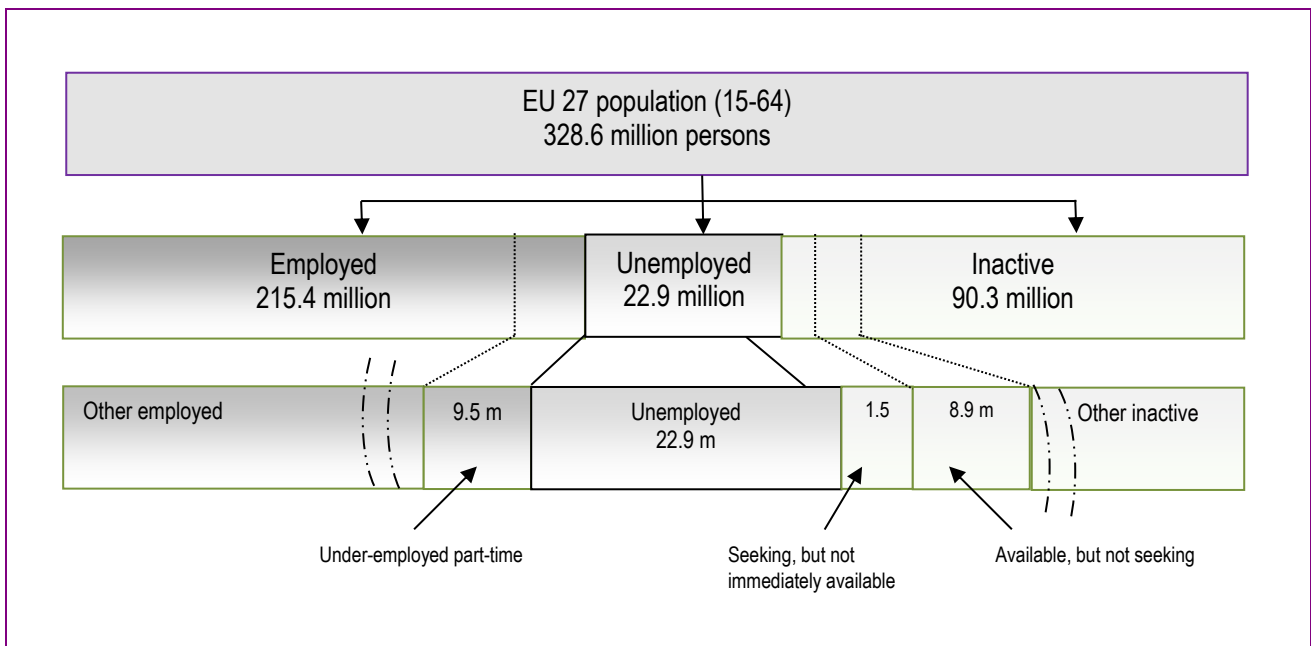 EU 27 population (15-64)
328.6 million persons
Employed
215.4 million
Unemployed
22.9 million
Inactive
90.3 million
Other employed
9.5 m
Unemployed
22.9 m
1.5
8.9 m
Other inactive
Under-employed part-time
Seeking, but not
immediately available
Available, but not seeking